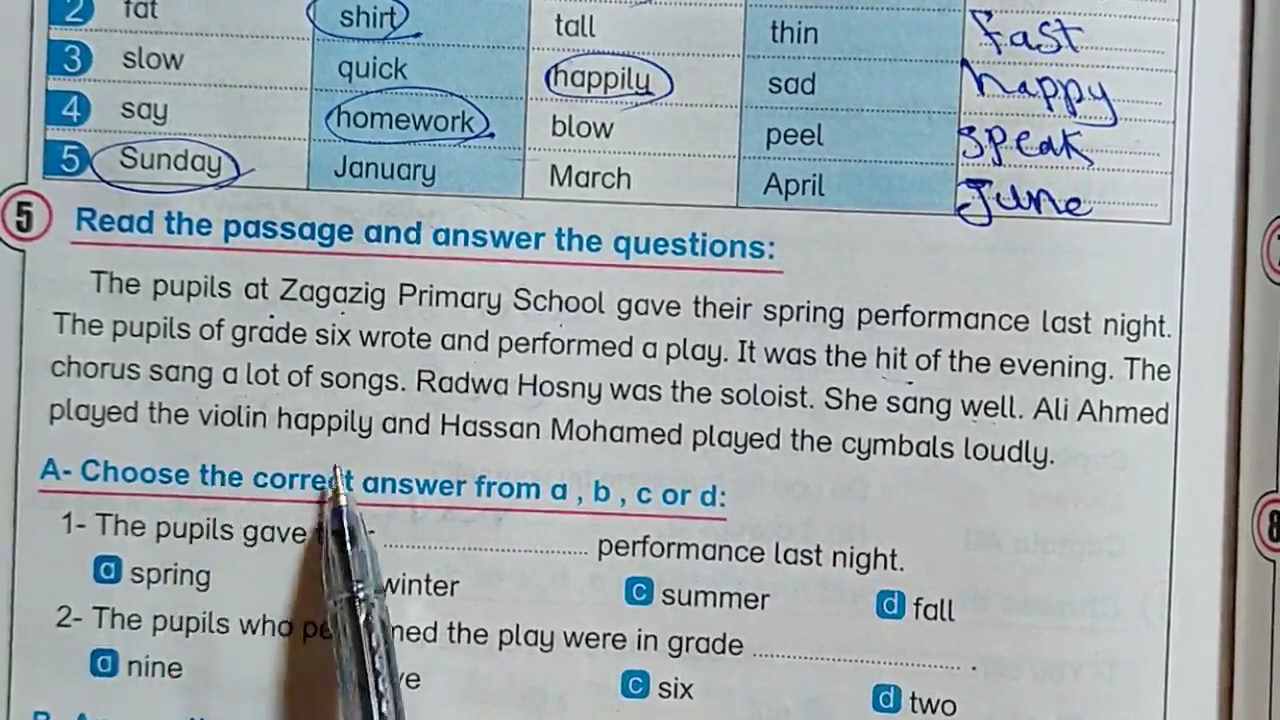 2 fat shirt tall thin fast
3 slow quick happily sad happy
4 say homework blow peel speak
5 Sunday January March April June
5 Read the passage and answer the questions:
The pupils at Zagazig Primary School gave their spring performance last night.
The pupils of grade six wrote and performed a play. It was the hit of the evening. The
chorus sang a lot of songs. Radwa Hosny was the soloist. She sang well. Ali Ahmed
played the violin happily and Hassan Mohamed played the cymbals loudly.
A- Choose the correct answer from a , b , c or d:
1- The pupils gave ........................ performance last night.
a spring winter c summer d fall
2- The pupils who the play were in grade ........................ .
a nine c six d two
8